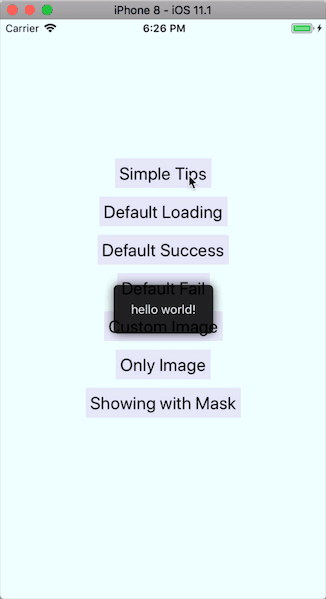 iPhone 8 - iOS 11.1
Carrier 6:26 PM
Simple Tips
Default Loading
Default Success
Default Fail
hello world!
Custom Image
Only Image
Showing with Mask